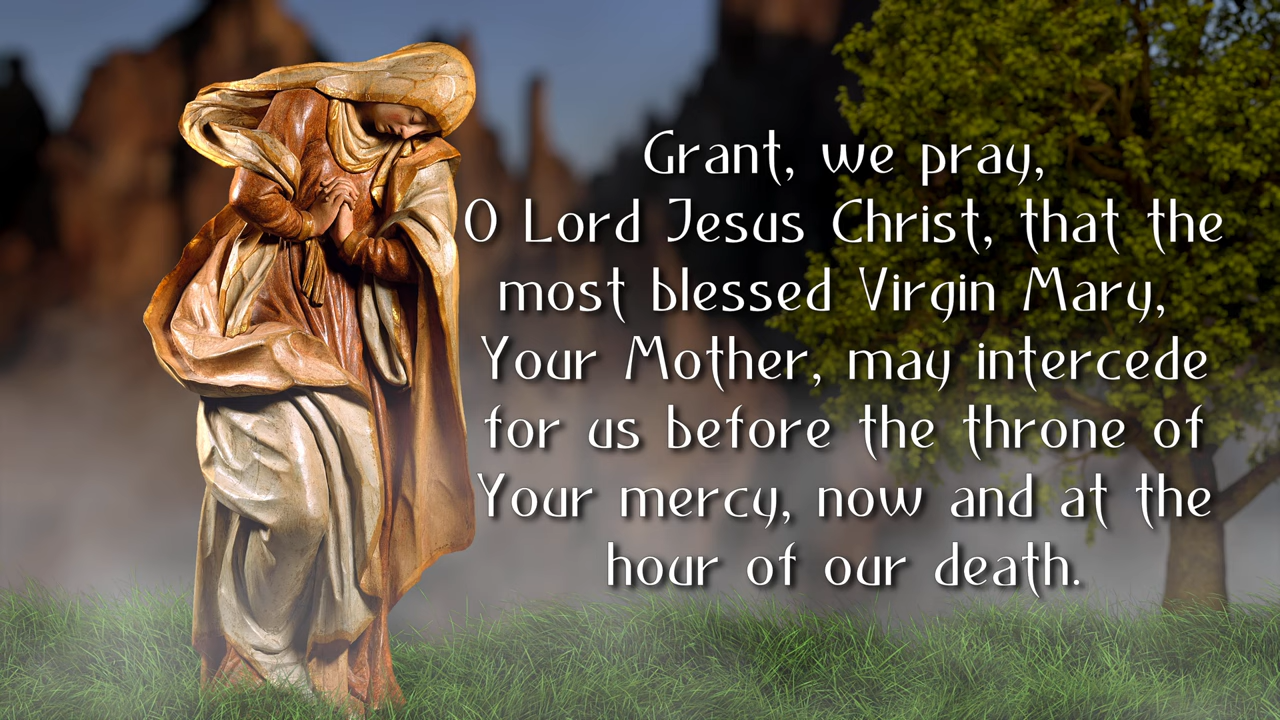 Grant, we pray,
O Lord Jesus Christ, that the
most blessed Virgin Mary,
Your Mother, may intercede
for us before the throne of
Your mercy, now and at the
hour of our death.